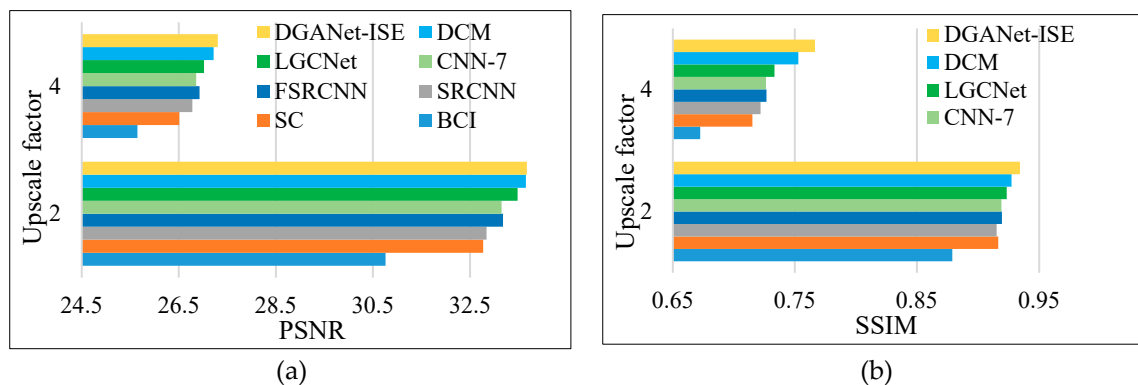 DGANet-ISE DCM
LGCNet CNN-7
FSRCNN SRCNN
SC BCI
Upscale factor
4
2
24.5 26.5 28.5 30.5 32.5
PSNR
(a)
DGANet-ISE
DCM
LGCNet
CNN-7
Upscale factor
4
2
0.65 0.75 0.85 0.95
SSIM
(b)